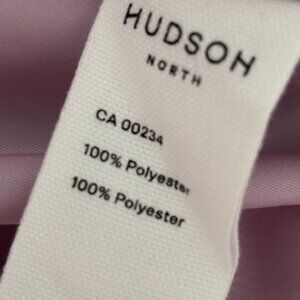 HUDSON
NORTH
CA 00234
100% Polyester
100% Polyester